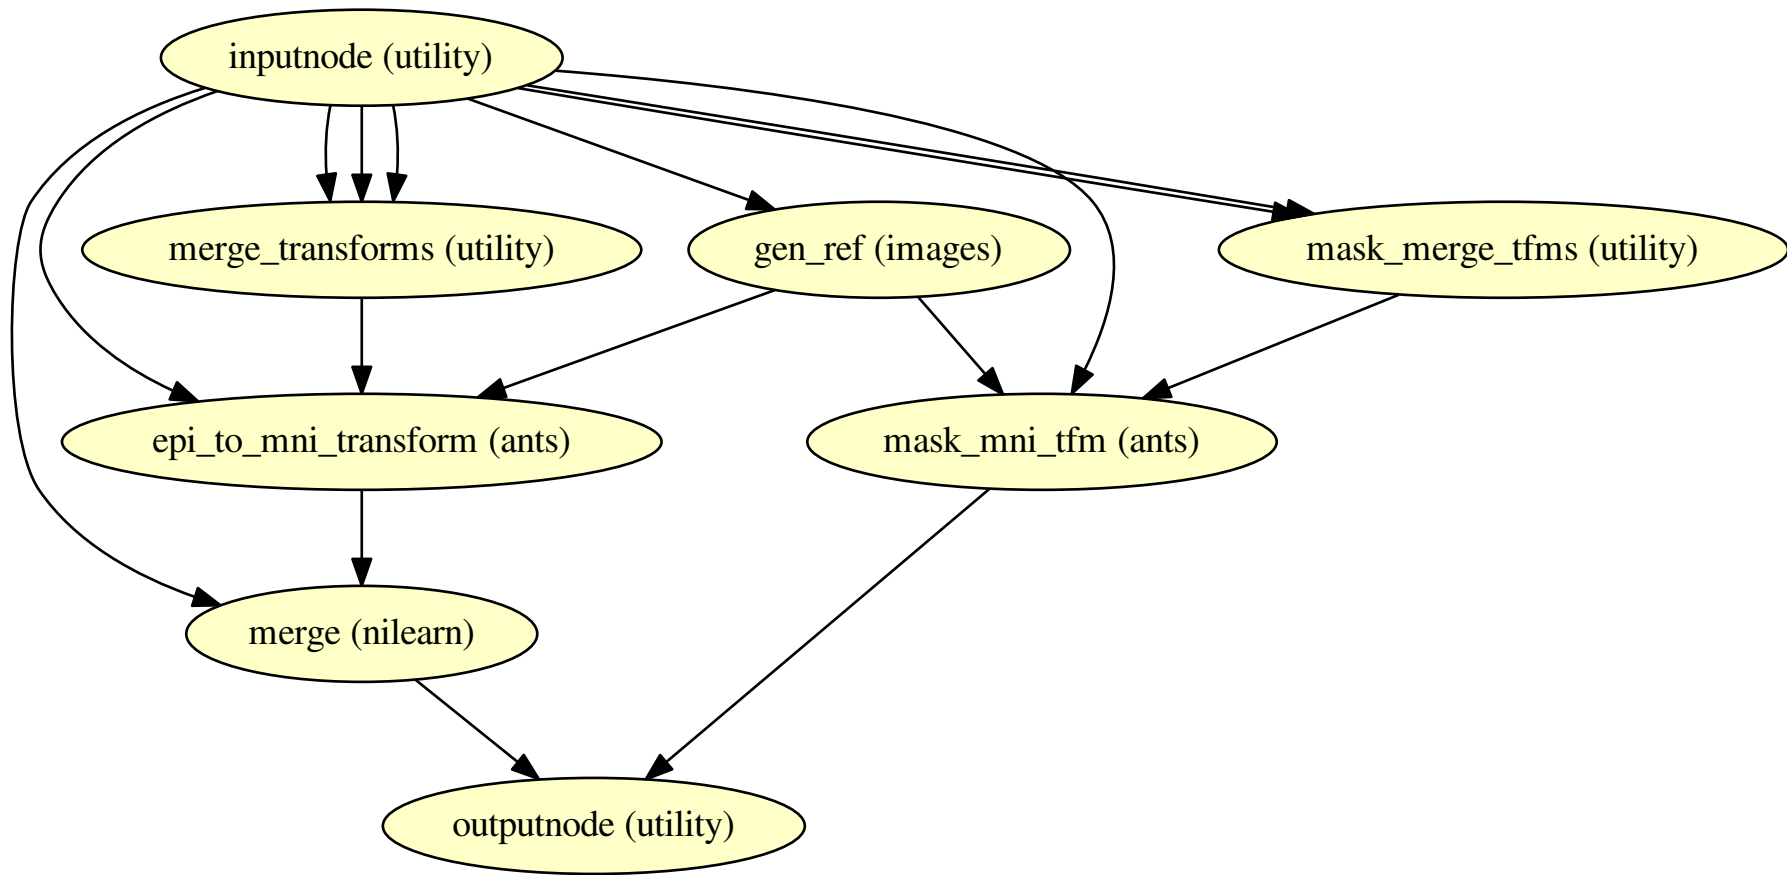 inputnode (utility)
merge_transforms (utility)
gen_ref (images)
mask_merge_tfms (utility)
epi_to_mni_transform (ants)
mask_mni_tfm (ants)
merge (nilearn)
outputnode (utility)